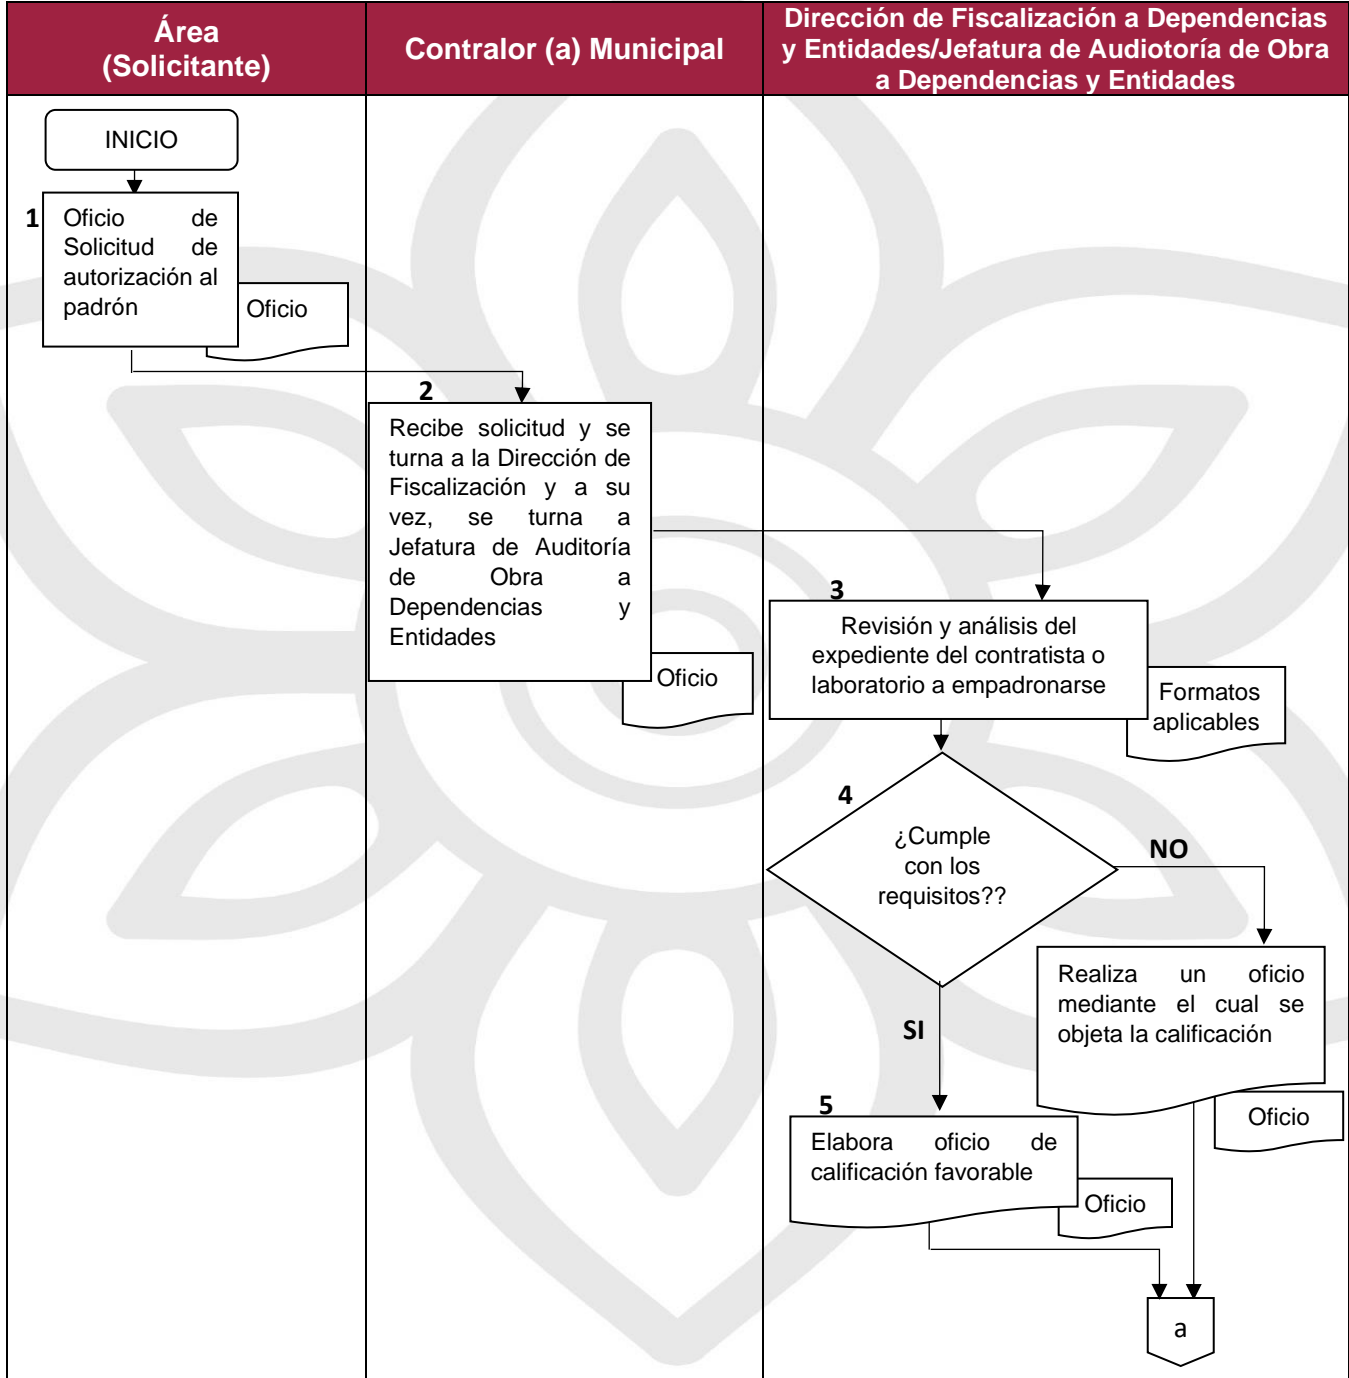 Área
(Solicitante)
Contralor (a) Municipal
Dirección de Fiscalización a Dependencias
y Entidades/Jefatura de Audiotoría de Obra
a Dependencias y Entidades
INICIO
1
Oficio de
Solicitud de
autorización al
padrón
Oficio
2
Recibe solicitud y se
turna a la Dirección de
Fiscalización y a su
vez, se turna a
Jefatura de Auditoría
de Obra a
Dependencias y
Entidades
Oficio
3
Revisión y análisis del
expediente del contratista o
laboratorio a empadronarse
Formatos
aplicables
4
¿Cumple
con los
requisitos??
NO
Realiza un oficio
mediante el cual se
objeta la calificación
Oficio
SI
5
Elabora oficio de
calificación favorable
Oficio
a